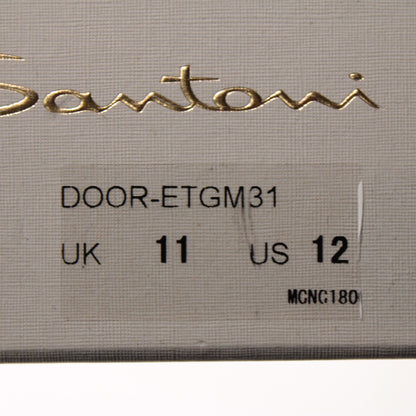 Santoni
DOOR-ETGM31
UK 11 US 12
MCNC180